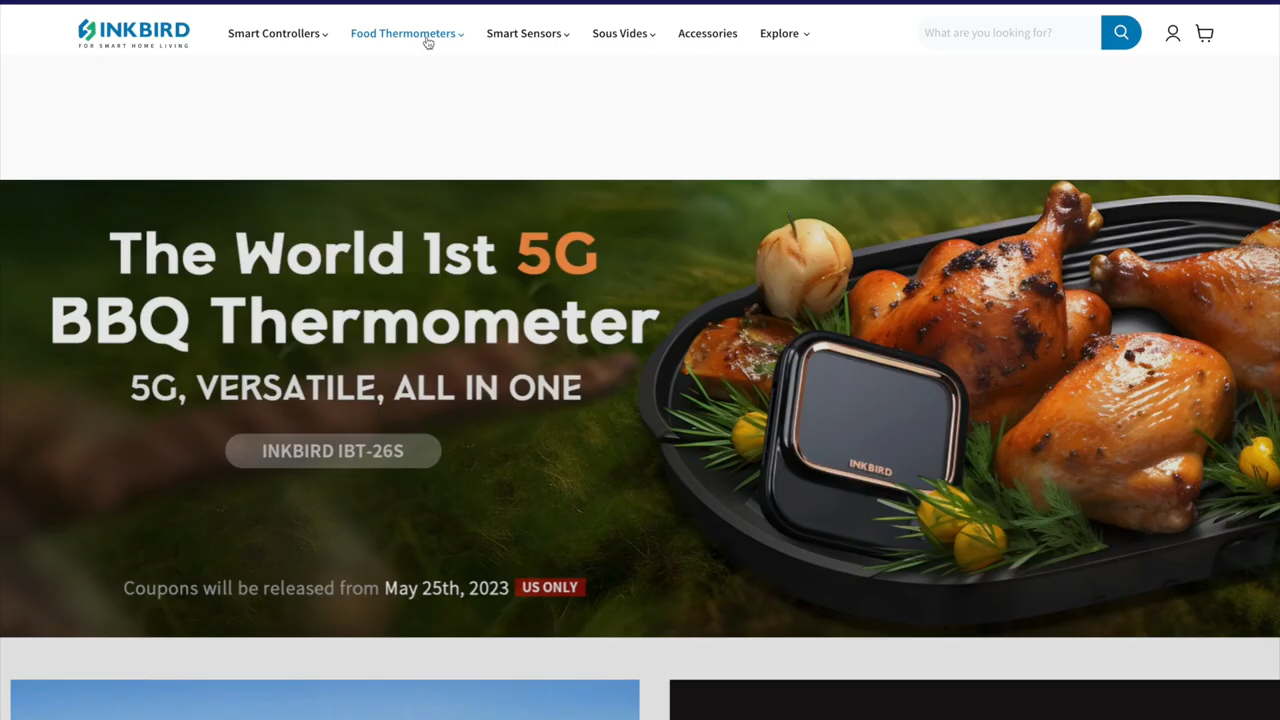 INKBIRD
FOR SMART HOME LIVING
Smart Controllers
Food Thermometers
Smart Sensors
Sous Vides
Accessories
Explore
What are you looking for?
The World 1st 5G
BBQ Thermometer
5G, VERSATILE, ALL IN ONE
INKBIRD IBT-26S
INKBIRD
Coupons will be released from May 25th, 2023 US ONLY